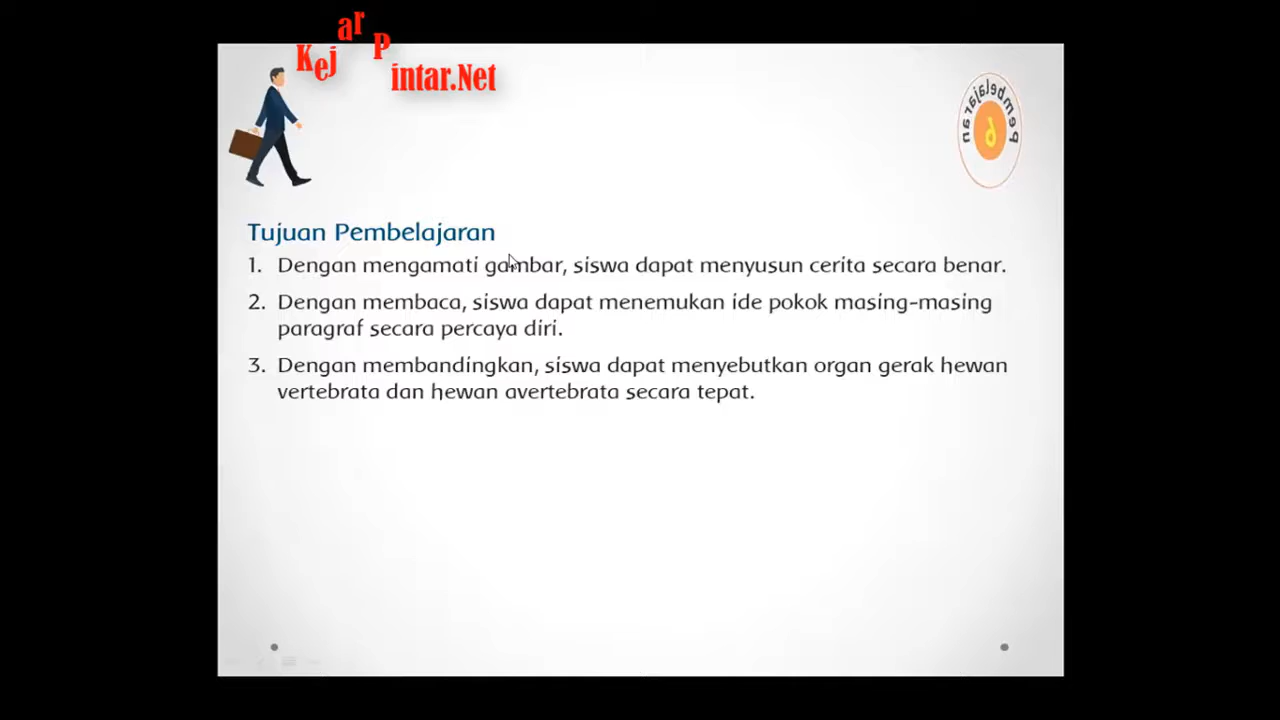 Kejar Pintar.Net
Pembelajaran
6
Tujuan Pembelajaran
1. Dengan mengamati gambar, siswa dapat menyusun cerita secara benar.
2. Dengan membaca, siswa dapat menemukan ide pokok masing-masing
paragraf secara percaya diri.
3. Dengan membandingkan, siswa dapat menyebutkan organ gerak hewan
vertebrata dan hewan avertebrata secara tepat.